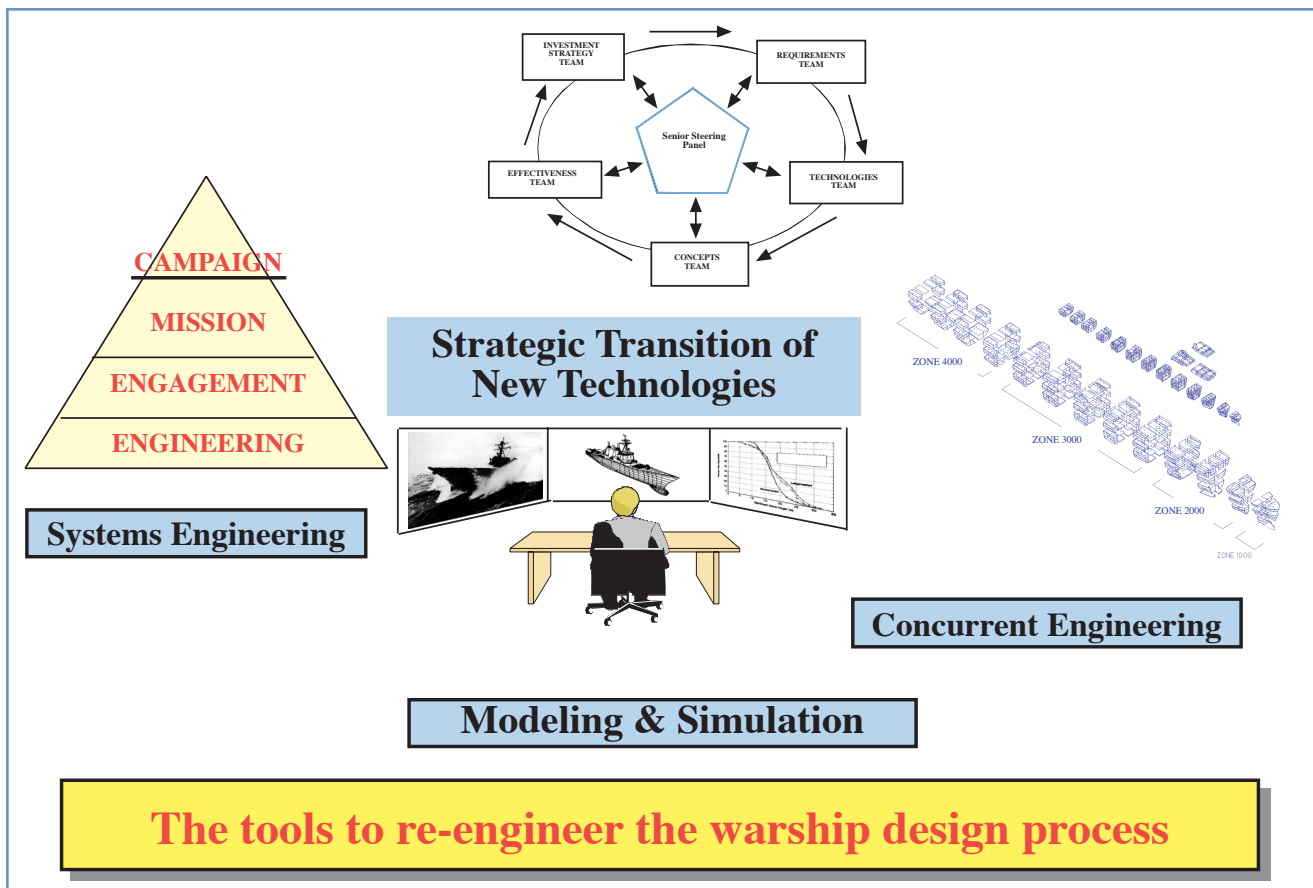 INVESTMENT
STRATEGY
TEAM
REQUIREMENTS
TEAM
Senior Steering
Panel
EFFECTIVENESS
TEAM
TECHNOLOGIES
TEAM
CONCEPTS
TEAM
CAMPAIGN
MISSION
ENGAGEMENT
ENGINEERING
Systems Engineering
Strategic Transition of
New Technologies
ZONE 4000
ZONE 3000
ZONE 2000
ZONE 1000
Concurrent Engineering
Modeling & Simulation
The tools to re-engineer the warship design process